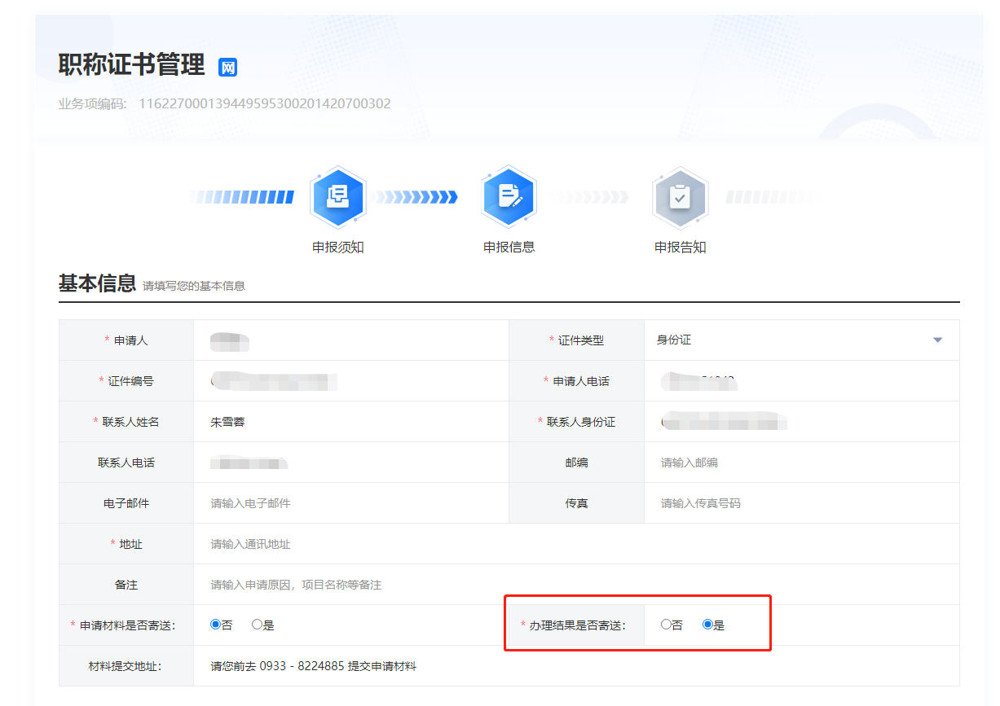 职称证书管理 网
业务项编码: 11622700013944959530020142070­0302
申报须知 申报信息 申报告知
基本信息 请填写您的基本信息
* 申请人 * 证件类型 身份证
* 证件编号 * 申请人电话
* 联系人姓名 朱雪蓉 * 联系人身份证
联系人电话 邮编 请输入邮编
电子邮件 请输入电子邮件 传真 请输入传真号码
* 地址 请输入通讯地址
备注 请输入申请原因，项目名称等备注
* 申请材料是否寄送： 否 是 * 办理结果是否寄送： 否 是
材料提交地址： 请您前去 0933 - 8224885 提交申请材料